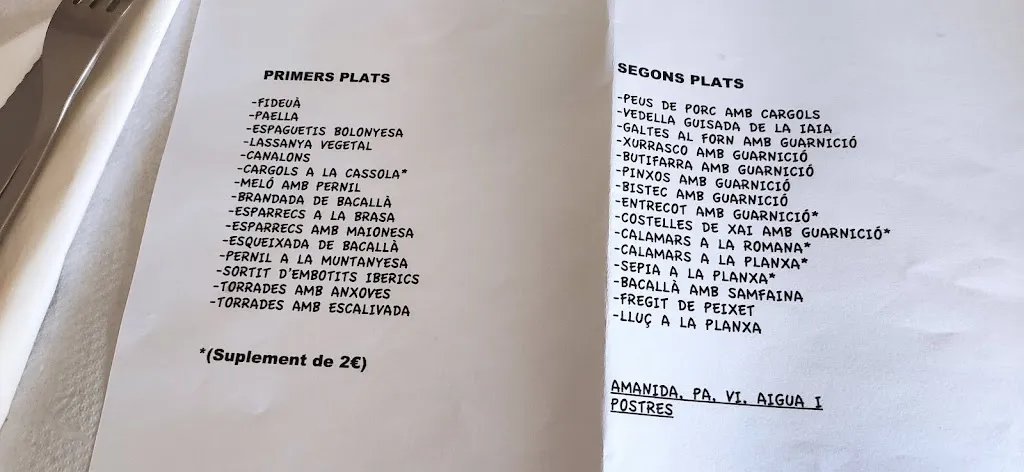 PRIMERS PLATS
-FIDEUÀ
-PAELLA
-ESPAGUETIS BOLONYESA
-LASSANYA VEGETAL
-CANALONS
-CARGOLS A LA CASSOLA*
-MELÓ AMB PERNIL
-BRANDADA DE BACALLÀ
-ESPARRECS A LA BRASA
-ESPARRECS AMB MAIONESA
-ESQUEIXADA DE BACALLÀ
-PERNIL A LA MUNTANYESA
-SORTIT D'EMBOTITS IBERICS
-TORRADES AMB ANXOVES
-TORRADES AMB ESCALIVADA
*(Suplement de 2€)
SEGONS PLATS
-PEUS DE PORC AMB CARGOLS
-VEDELLA GUISADA DE LA IAIA
-GALTES AL FORN AMB GUARNICIÓ
-XURRASCO AMB GUARNICIÓ
-BUTIFARRA AMB GUARNICIÓ
-PINXOS AMB GUARNICIÓ
-BISTEC AMB GUARNICIÓ
-ENTRECOT AMB GUARNICIÓ*
-COSTELLES DE XAI AMB GUARNICIÓ*
-CALAMARS A LA ROMANA*
-CALAMARS A LA PLANXA*
-SEPIA A LA PLANXA*
-BACALLÀ AMB SAMFAINA
-FREGIT DE PEIXET
-LLUÇ A LA PLANXA
AMANIDA, PA, VI, AIGUA I
POSTRES